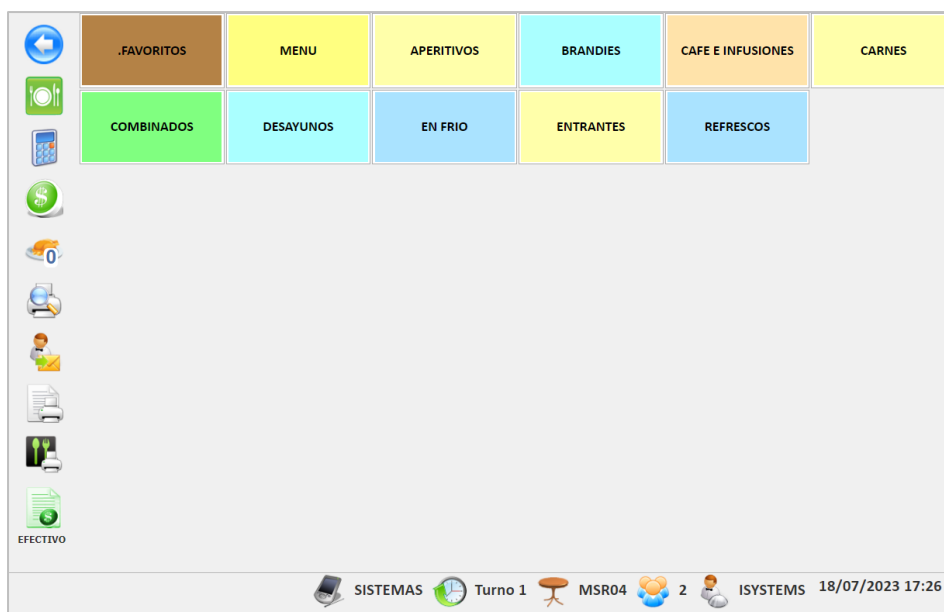 .FAVORITOS
MENU
APERITIVOS
BRANDIES
CAFE E INFUSIONES
CARNES
COMBINADOS
DESAYUNOS
EN FRIO
ENTRANTES
REFRESCOS
$
0
$
EFECTIVO
SISTEMAS
Turno 1
MSR04
2
ISYSTEMS
18/07/2023 17:26